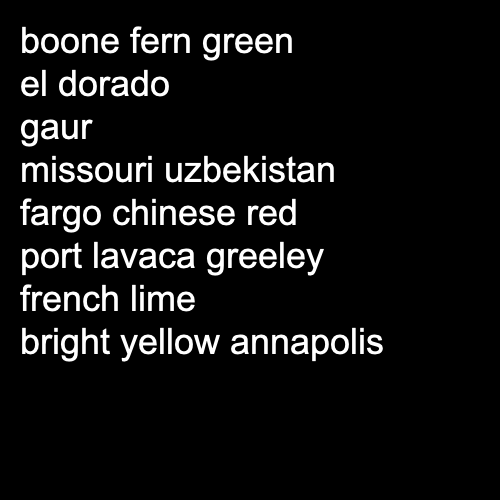 boone fern green
el dorado
gaur
missouri uzbekistan
fargo chinese red
port lavaca greeley
french lime
bright yellow annapolis